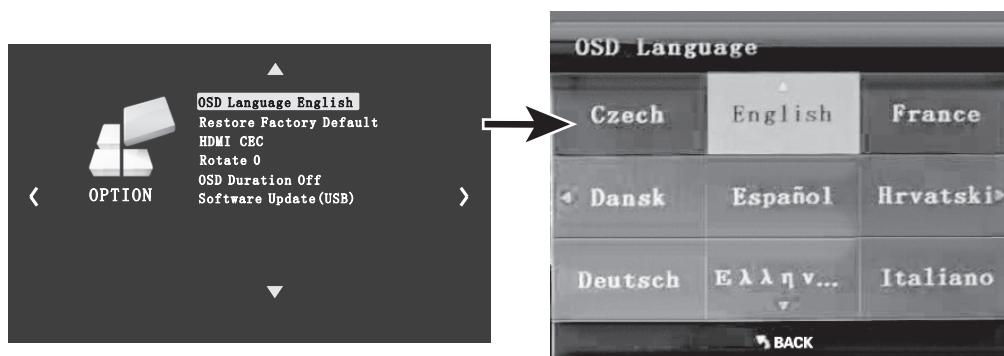 OSD Language English
Restore Factory Default
HDMI CEC
Rotate 0
OSD Duration Off
Software Update(USB)
OPTION
OSD Language
Czech English France
Dansk Español Hrvatski
Deutsch Ελλην... Italiano
BACK